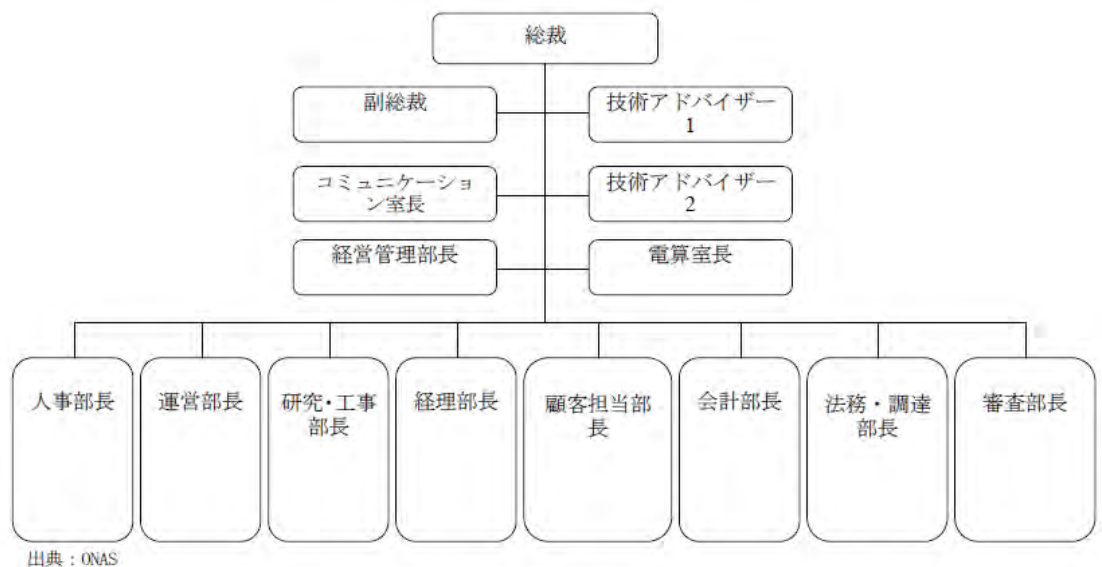 総裁
副総裁
技術アドバイザー
1
コミュニケーショ
ン室長
技術アドバイザー
2
経営管理部長
電算室長
人事部長
運営部長
研究・工事
部長
経理部長
顧客担当部
長
会計部長
法務・調達
部長
審査部長
出典：ONAS